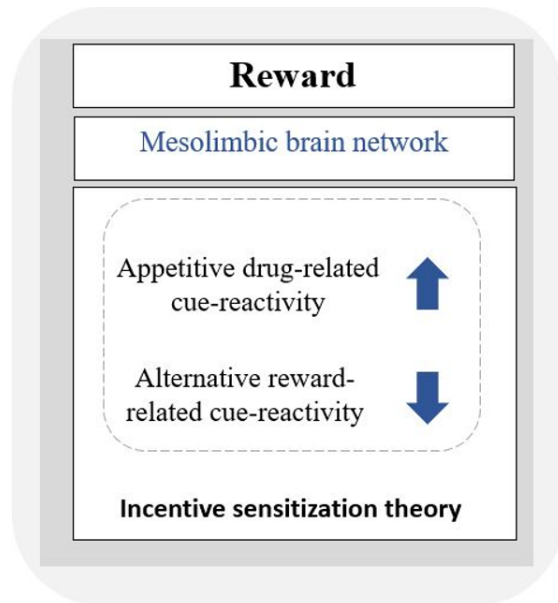 Reward
Mesolimbic brain network
Appetitive drug-related
cue-reactivity
Alternative reward-
related cue-reactivity
Incentive sensitization theory